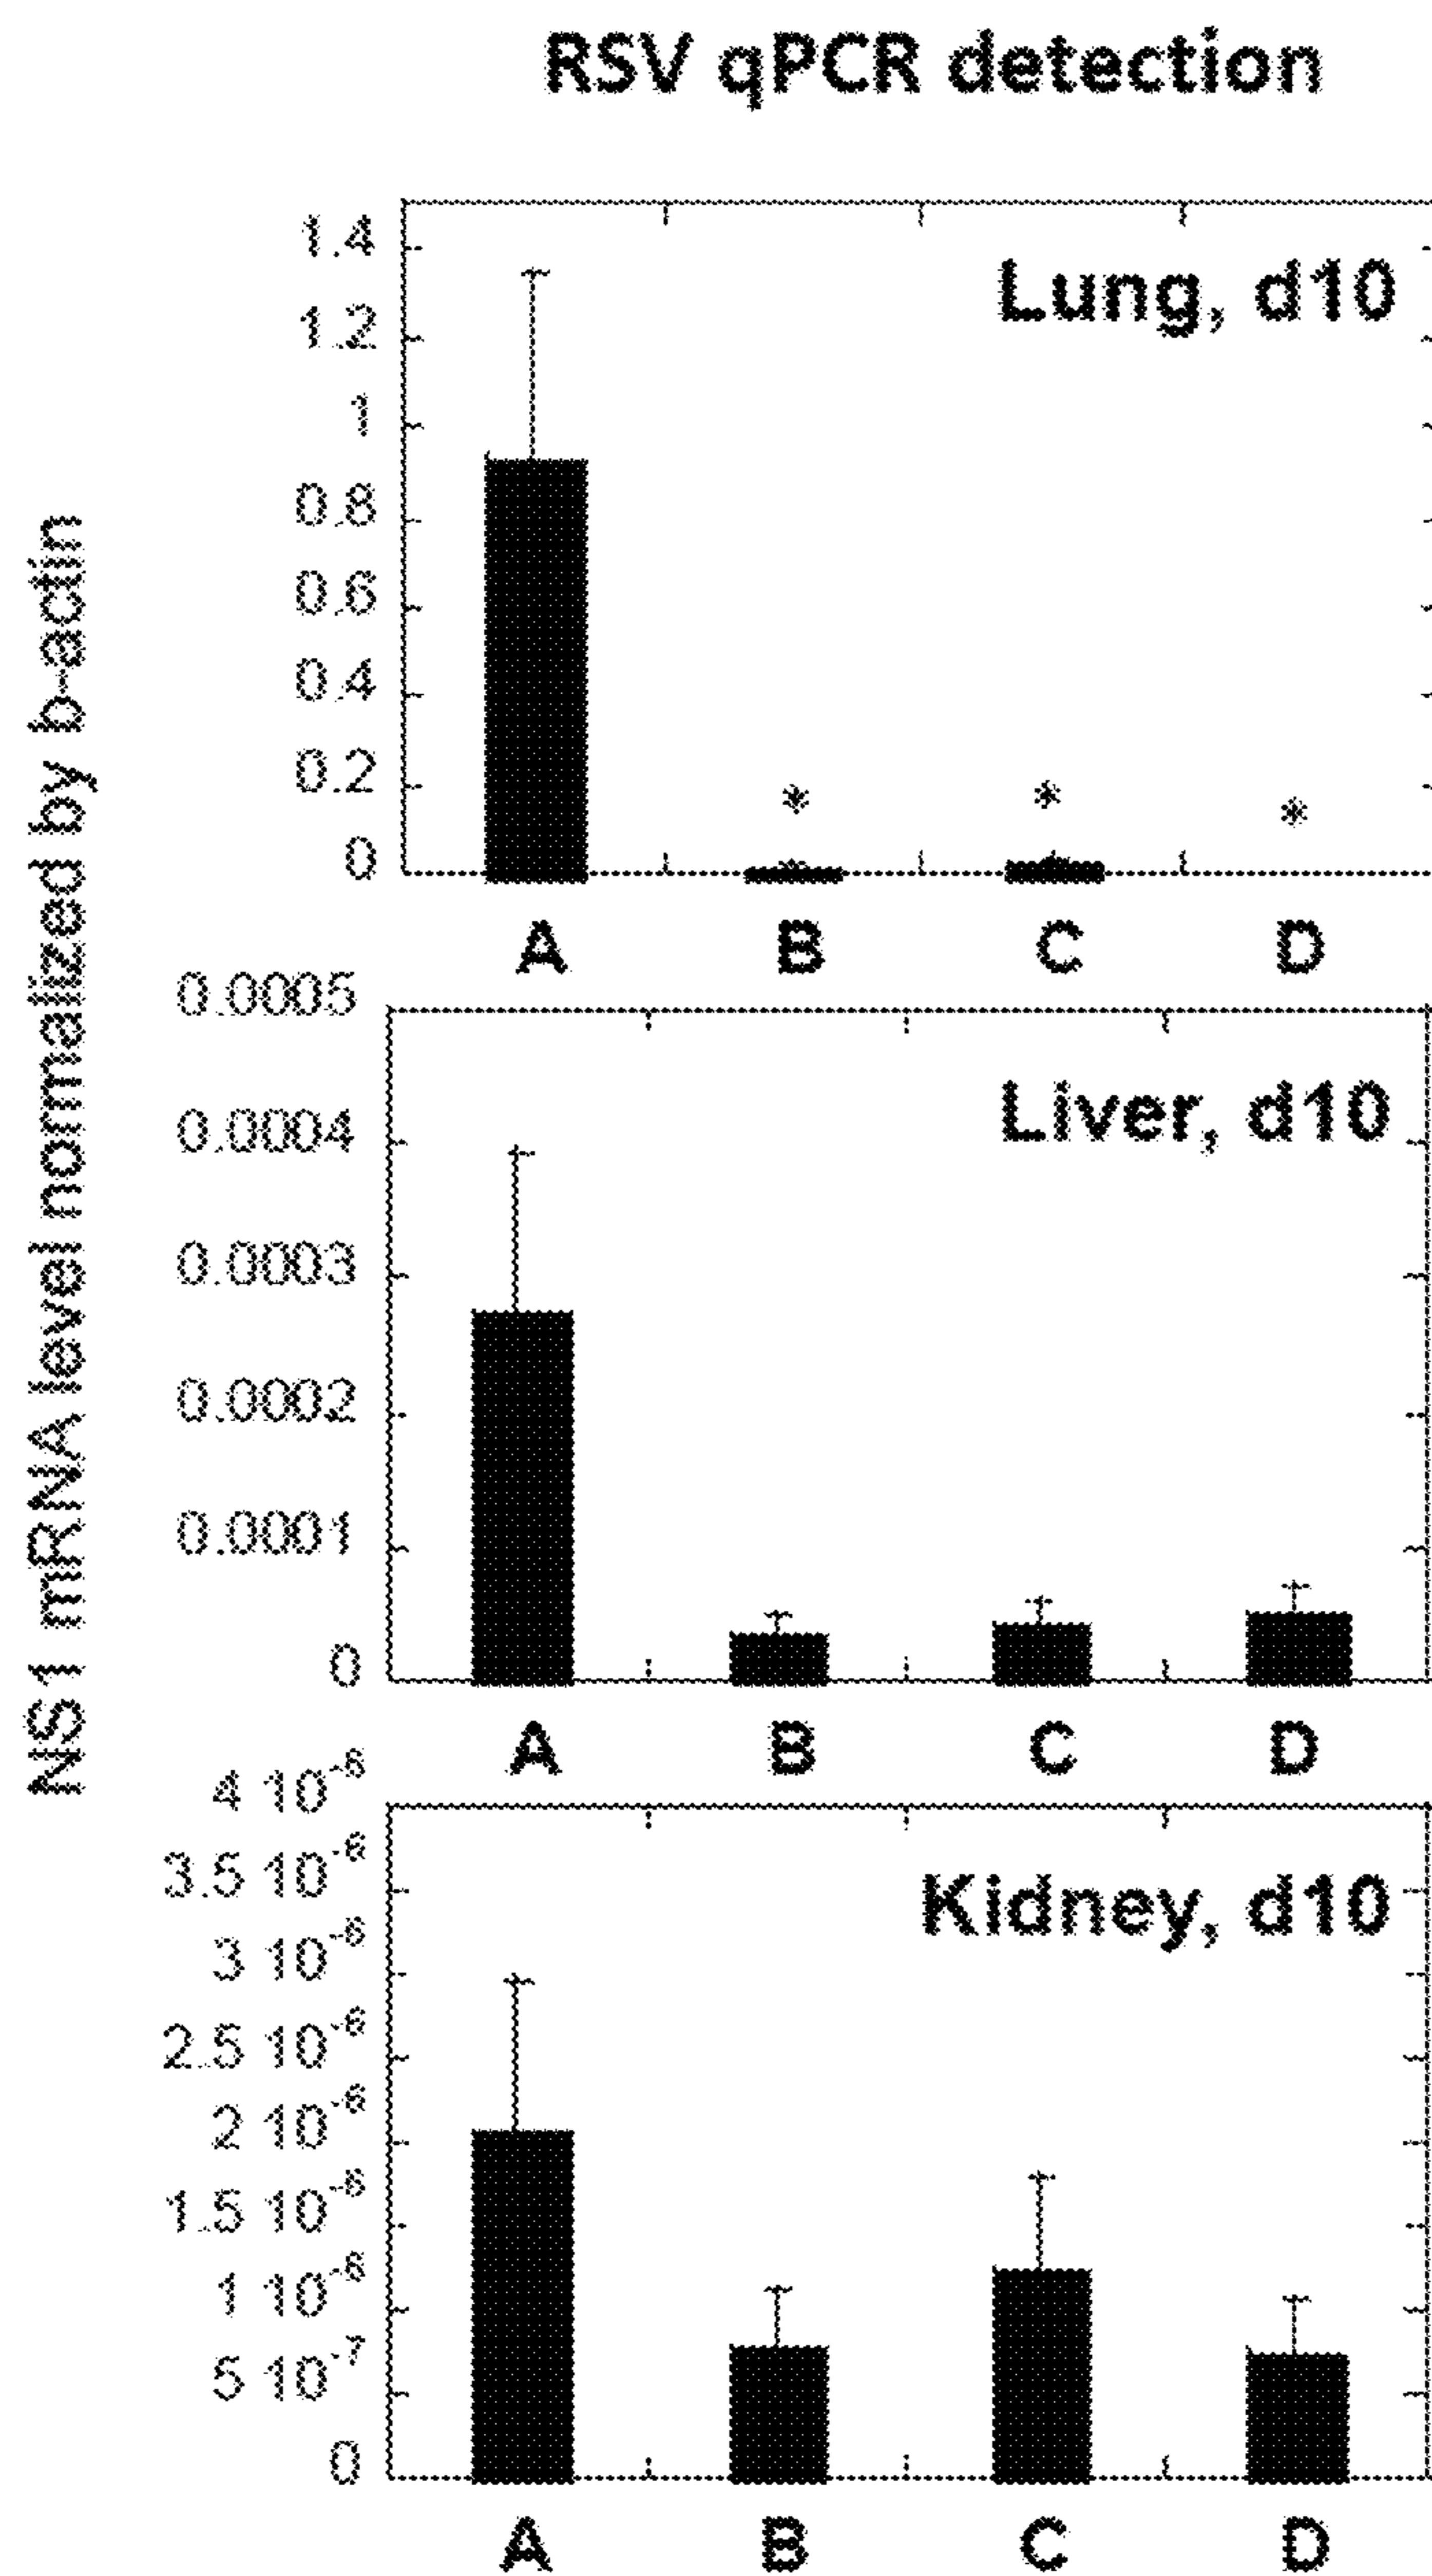 RSV qPCR detection
NS1 mRNA level normalized by b-actin
Lung, d10
1.4
1.2
1
0.8
0.6
0.4
0.2
0
* * *
A B C D
Liver, d10
0.0005
0.0004
0.0003
0.0002
0.0001
0
A B C D
Kidney, d10
4 10⁻⁶
3.5 10⁻⁶
3 10⁻⁶
2.5 10⁻⁶
2 10⁻⁶
1.5 10⁻⁶
1 10⁻⁶
5 10⁻⁷
0
A B C D